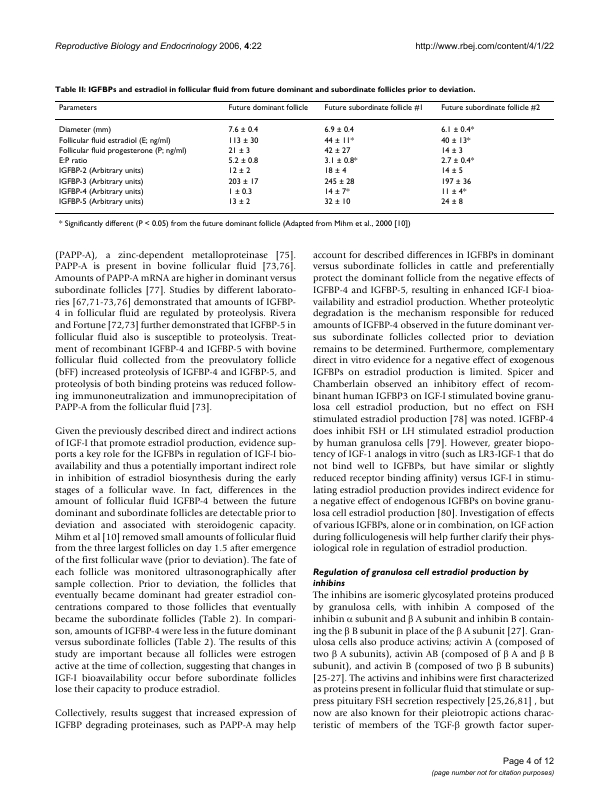 Reproductive Biology and Endocrinology 2006, 4:22
http://www.rbej.com/content/4/1/22
Table II: IGFBPs and estradiol in follicular fluid from future dominant and subordinate follicles prior to deviation.
Parameters Future dominant follicle Future subordinate follicle #1 Future subordinate follicle #2
Diameter (mm) 7.6 ± 0.4 6.9 ± 0.4 6.1 ± 0.4*
Follicular fluid estradiol (E; ng/ml) 113 ± 30 44 ± 11* 40 ± 13*
Follicular fluid progesterone (P; ng/ml) 21 ± 3 42 ± 27 14 ± 3
E:P ratio 5.2 ± 0.8 3.1 ± 0.8* 2.7 ± 0.4*
IGFBP-2 (Arbitrary units) 12 ± 2 18 ± 4 14 ± 5
IGFBP-3 (Arbitrary units) 203 ± 17 245 ± 28 197 ± 36
IGFBP-4 (Arbitrary units) 1 ± 0.3 14 ± 7* 11 ± 4*
IGFBP-5 (Arbitrary units) 13 ± 2 32 ± 10 24 ± 8
* Significantly different (P < 0.05) from the future dominant follicle (Adapted from Mihm et al., 2000 [10])
(PAPP-A), a zinc-dependent metalloproteinase [75].
PAPP-A is present in bovine follicular fluid [73,76].
Amounts of PAPP-A mRNA are higher in dominant versus
subordinate follicles [77]. Studies by different laborato-
ries [67,71-73,76] demonstrated that amounts of IGFBP-
4 in follicular fluid are regulated by proteolysis. Rivera
and Fortune [72,73] further demonstrated that IGFBP-5 in
follicular fluid also is susceptible to proteolysis. Treat-
ment of recombinant IGFBP-4 and IGFBP-5 with bovine
follicular fluid collected from the preovulatory follicle
(bFF) increased proteolysis of IGFBP-4 and IGFBP-5, and
proteolysis of both binding proteins was reduced follow-
ing immunoneutralization and immunoprecipitation of
PAPP-A from the follicular fluid [73].
Given the previously described direct and indirect actions
of IGF-I that promote estradiol production, evidence sup-
ports a key role for the IGFBPs in regulation of IGF-I bio-
availability and thus a potentially important indirect role
in inhibition of estradiol biosynthesis during the early
stages of a follicular wave. In fact, differences in the
amount of follicular fluid IGFBP-4 between the future
dominant and subordinate follicles are detectable prior to
deviation and associated with steroidogenic capacity.
Mihm et al [10] removed small amounts of follicular fluid
from the three largest follicles on day 1.5 after emergence
of the first follicular wave (prior to deviation). The fate of
each follicle was monitored ultrasonographically after
sample collection. Prior to deviation, the follicles that
eventually became dominant had greater estradiol con-
centrations compared to those follicles that eventually
became the subordinate follicles (Table 2). In compari-
son, amounts of IGFBP-4 were less in the future dominant
versus subordinate follicles (Table 2). The results of this
study are important because all follicles were estrogen
active at the time of collection, suggesting that changes in
IGF-I bioavailability occur before subordinate follicles
lose their capacity to produce estradiol.
Collectively, results suggest that increased expression of
IGFBP degrading proteinases, such as PAPP-A may help
account for described differences in IGFBPs in dominant
versus subordinate follicles in cattle and preferentially
protect the dominant follicle from the negative effects of
IGFBP-4 and IGFBP-5, resulting in enhanced IGF-I bioa-
vailability and estradiol production. Whether proteolytic
degradation is the mechanism responsible for reduced
amounts of IGFBP-4 observed in the future dominant ver-
sus subordinate follicles collected prior to deviation
remains to be determined. Furthermore, complementary
direct in vitro evidence for a negative effect of exogenous
IGFBPs on estradiol production is limited. Spicer and
Chamberlain observed an inhibitory effect of recom-
binant human IGFBP3 on IGF-I stimulated bovine granu-
losa cell estradiol production, but no effect on FSH
stimulated estradiol production [78] was noted. IGFBP-4
does inhibit FSH or LH stimulated estradiol production
by human granulosa cells [79]. However, greater biopo-
tency of IGF-1 analogs in vitro (such as LR3-IGF-1 that do
not bind well to IGFBPs, but have similar or slightly
reduced receptor binding affinity) versus IGF-I in stimu-
lating estradiol production provides indirect evidence for
a negative effect of endogenous IGFBPs on bovine granu-
losa cell estradiol production [80]. Investigation of effects
of various IGFBPs, alone or in combination, on IGF action
during folliculogenesis will help further clarify their phys-
iological role in regulation of estradiol production.
Regulation of granulosa cell estradiol production by
inhibins
The inhibins are isomeric glycosylated proteins produced
by granulosa cells, with inhibin A composed of the
inhibin α subunit and β A subunit and inhibin B contain-
ing the β B subunit in place of the β A subunit [27]. Gran-
ulosa cells also produce activins; activin A (composed of
two β A subunits), activin AB (composed of β A and β B
subunit), and activin B (composed of two β B subunits)
[25-27]. The activins and inhibins were first characterized
as proteins present in follicular fluid that stimulate or sup-
press pituitary FSH secretion respectively [25,26,81] , but
now are also known for their pleiotropic actions charac-
teristic of members of the TGF-β growth factor super-
Page 4 of 12
(page number not for citation purposes)